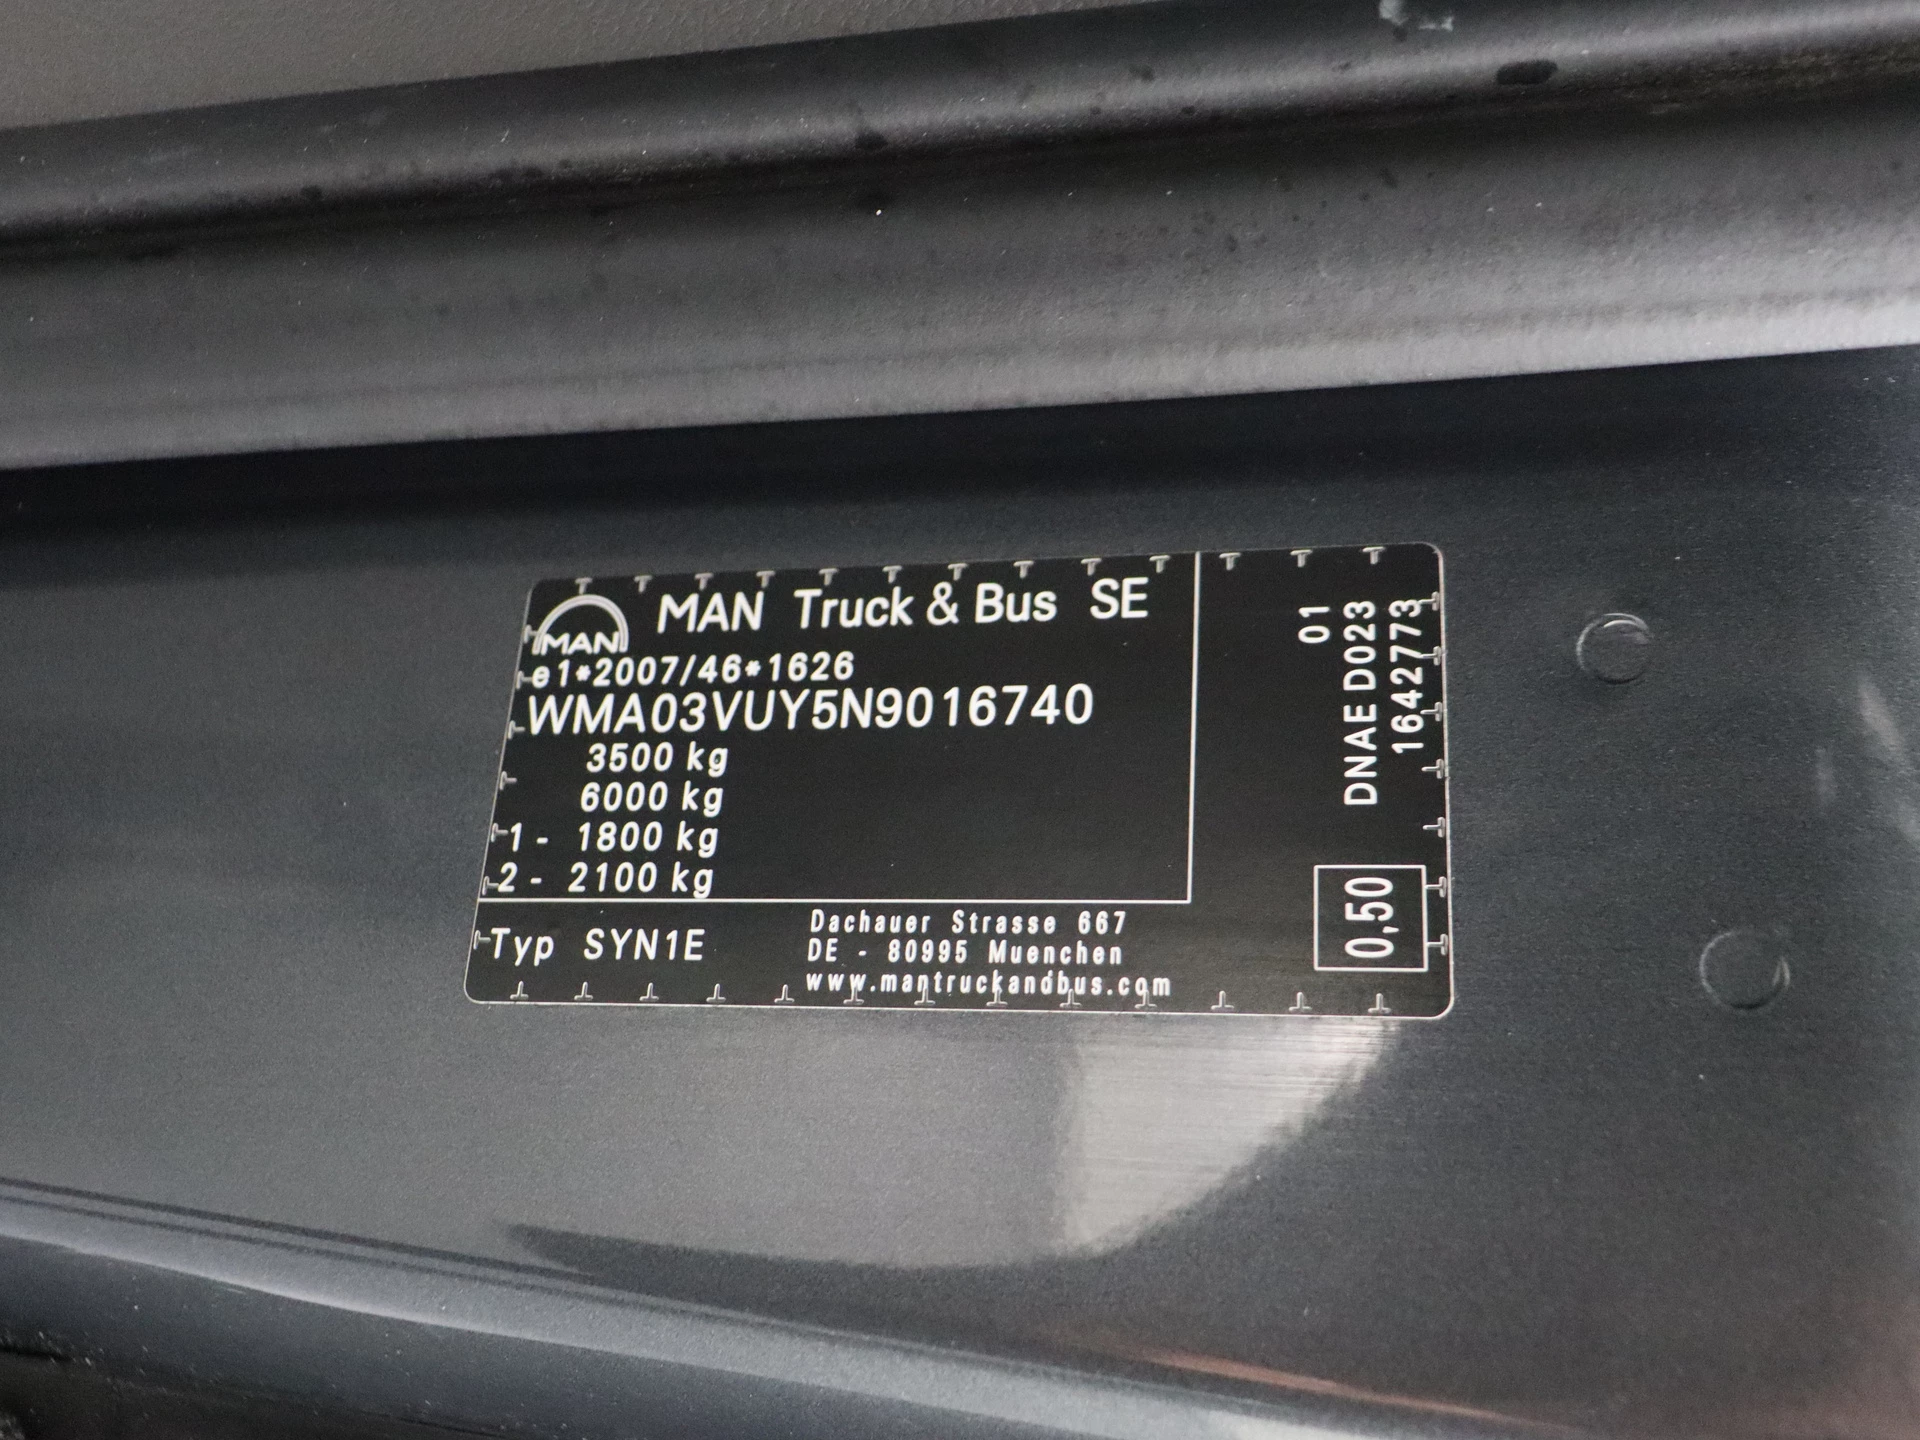 MAN
MAN Truck & Bus SE
e1*2007/46*1626
WMA03VUY5N9016740
3500 kg
6000 kg
1 - 1800 kg
2 - 2100 kg
Typ SYN1E
Dachauer Strasse 667
DE - 80995 Muenchen
www.mantruckandbus.com
01
DNAE D023
1642773
0,50